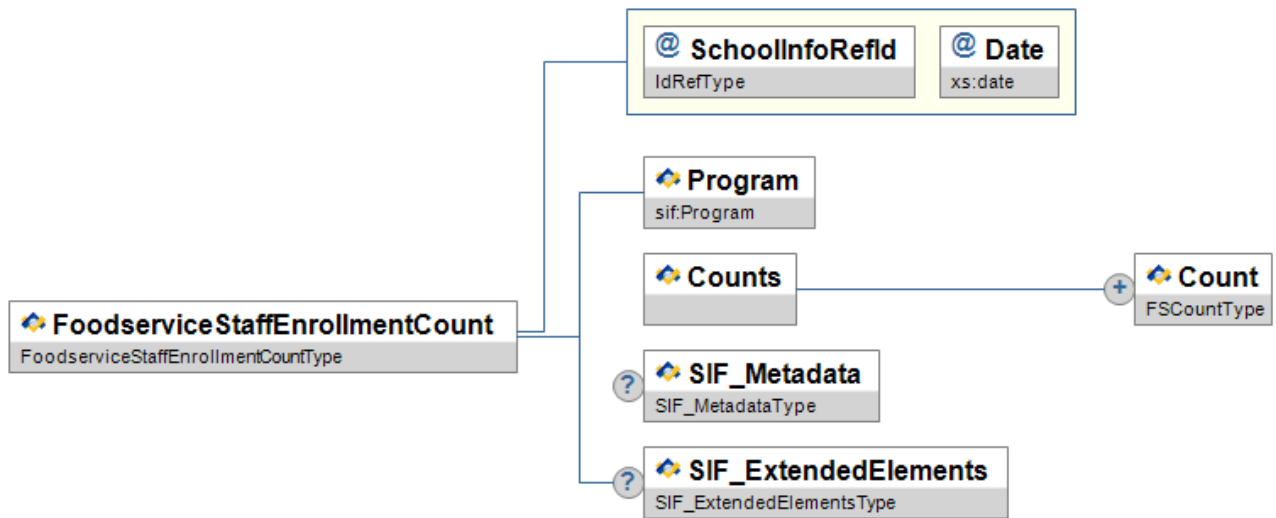 @ SchoolInfoRefId
IdRefType
@ Date
xs:date
Program
sif:Program
Counts
+
Count
FSCountType
FoodserviceStaffEnrollmentCount
FoodserviceStaffEnrollmentCountType
?
SIF_Metadata
SIF_MetadataType
?
SIF_ExtendedElements
SIF_ExtendedElementsType